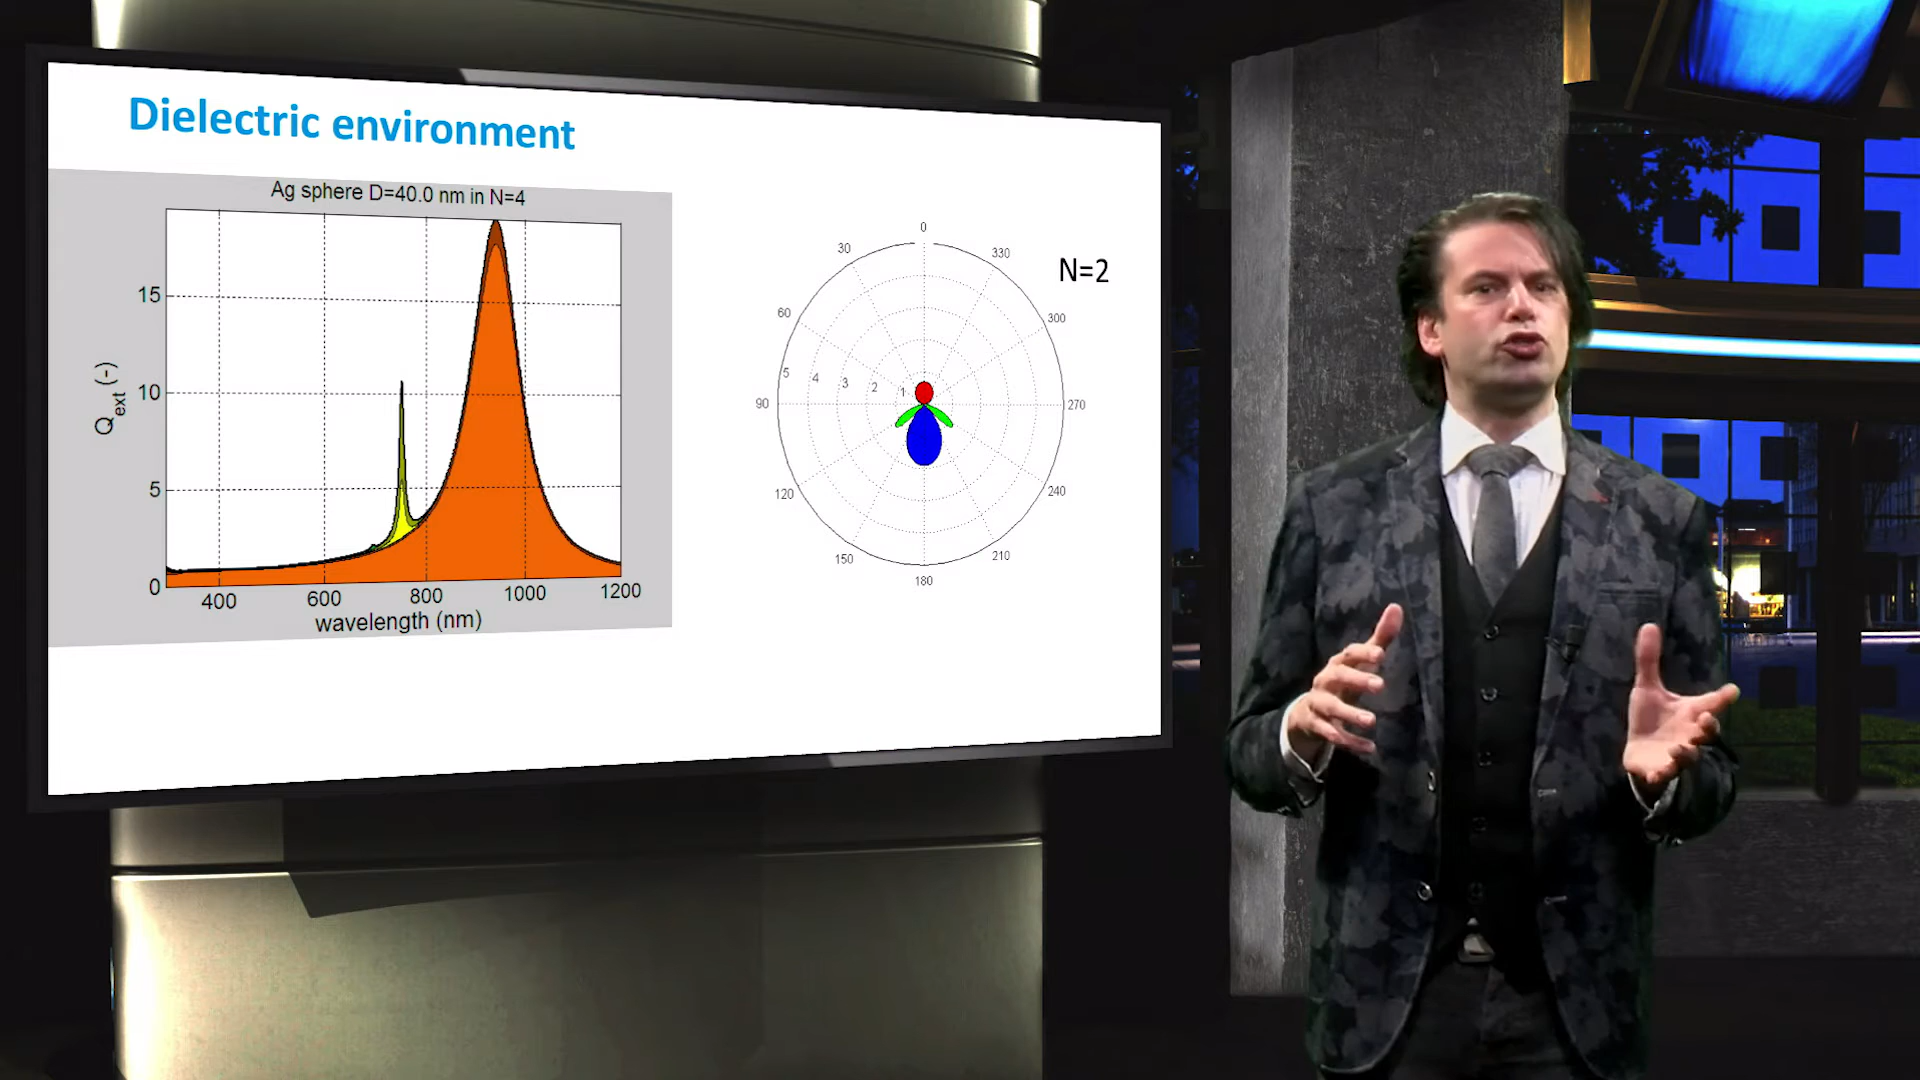 Dielectric environment
Ag sphere D=40.0 nm in N=4
15
10
5
0
Qext (-)
400 600 800 1000 1200
wavelength (nm)
N=2
0
30
330
60
300
5 4 3 2 1
90
270
120
240
150
210
180